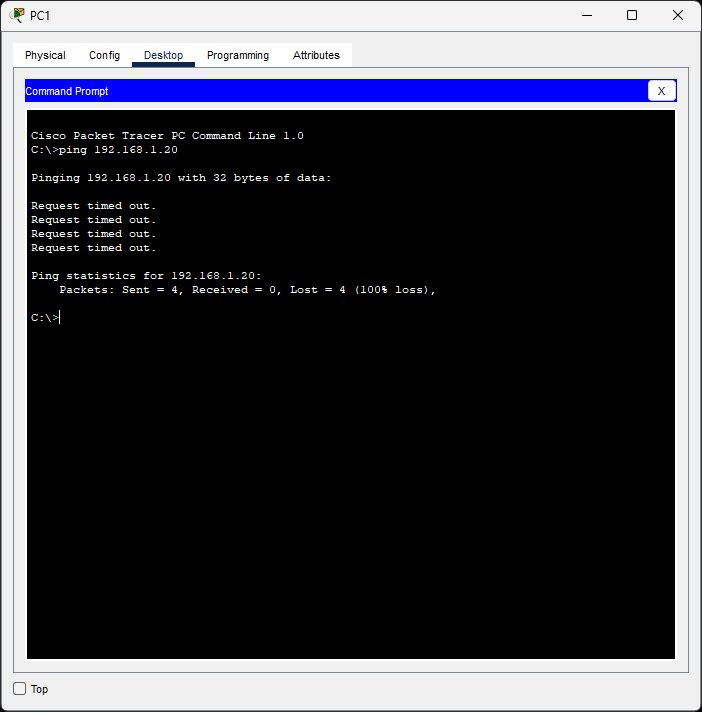 PC1
Physical Config Desktop Programming Attributes
Command Prompt X
Cisco Packet Tracer PC Command Line 1.0
C:\>ping 192.168.1.20
Pinging 192.168.1.20 with 32 bytes of data:
Request timed out.
Request timed out.
Request timed out.
Request timed out.
Ping statistics for 192.168.1.20:
    Packets: Sent = 4, Received = 0, Lost = 4 (100% loss),
C:\>
Top